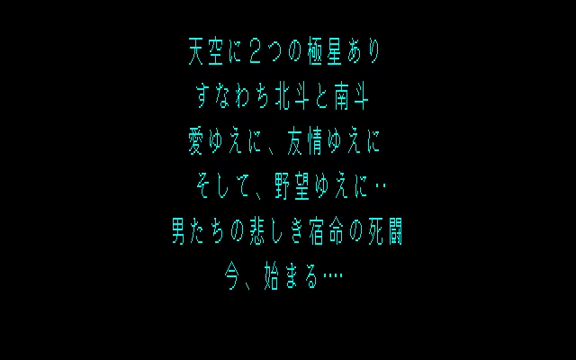 天空に２つの極星あり
すなわち北斗と南斗
愛ゆえに、友情ゆえに
そして、野望ゆえに‥
男たちの悲しき宿命の死闘
今、始まる‥‥